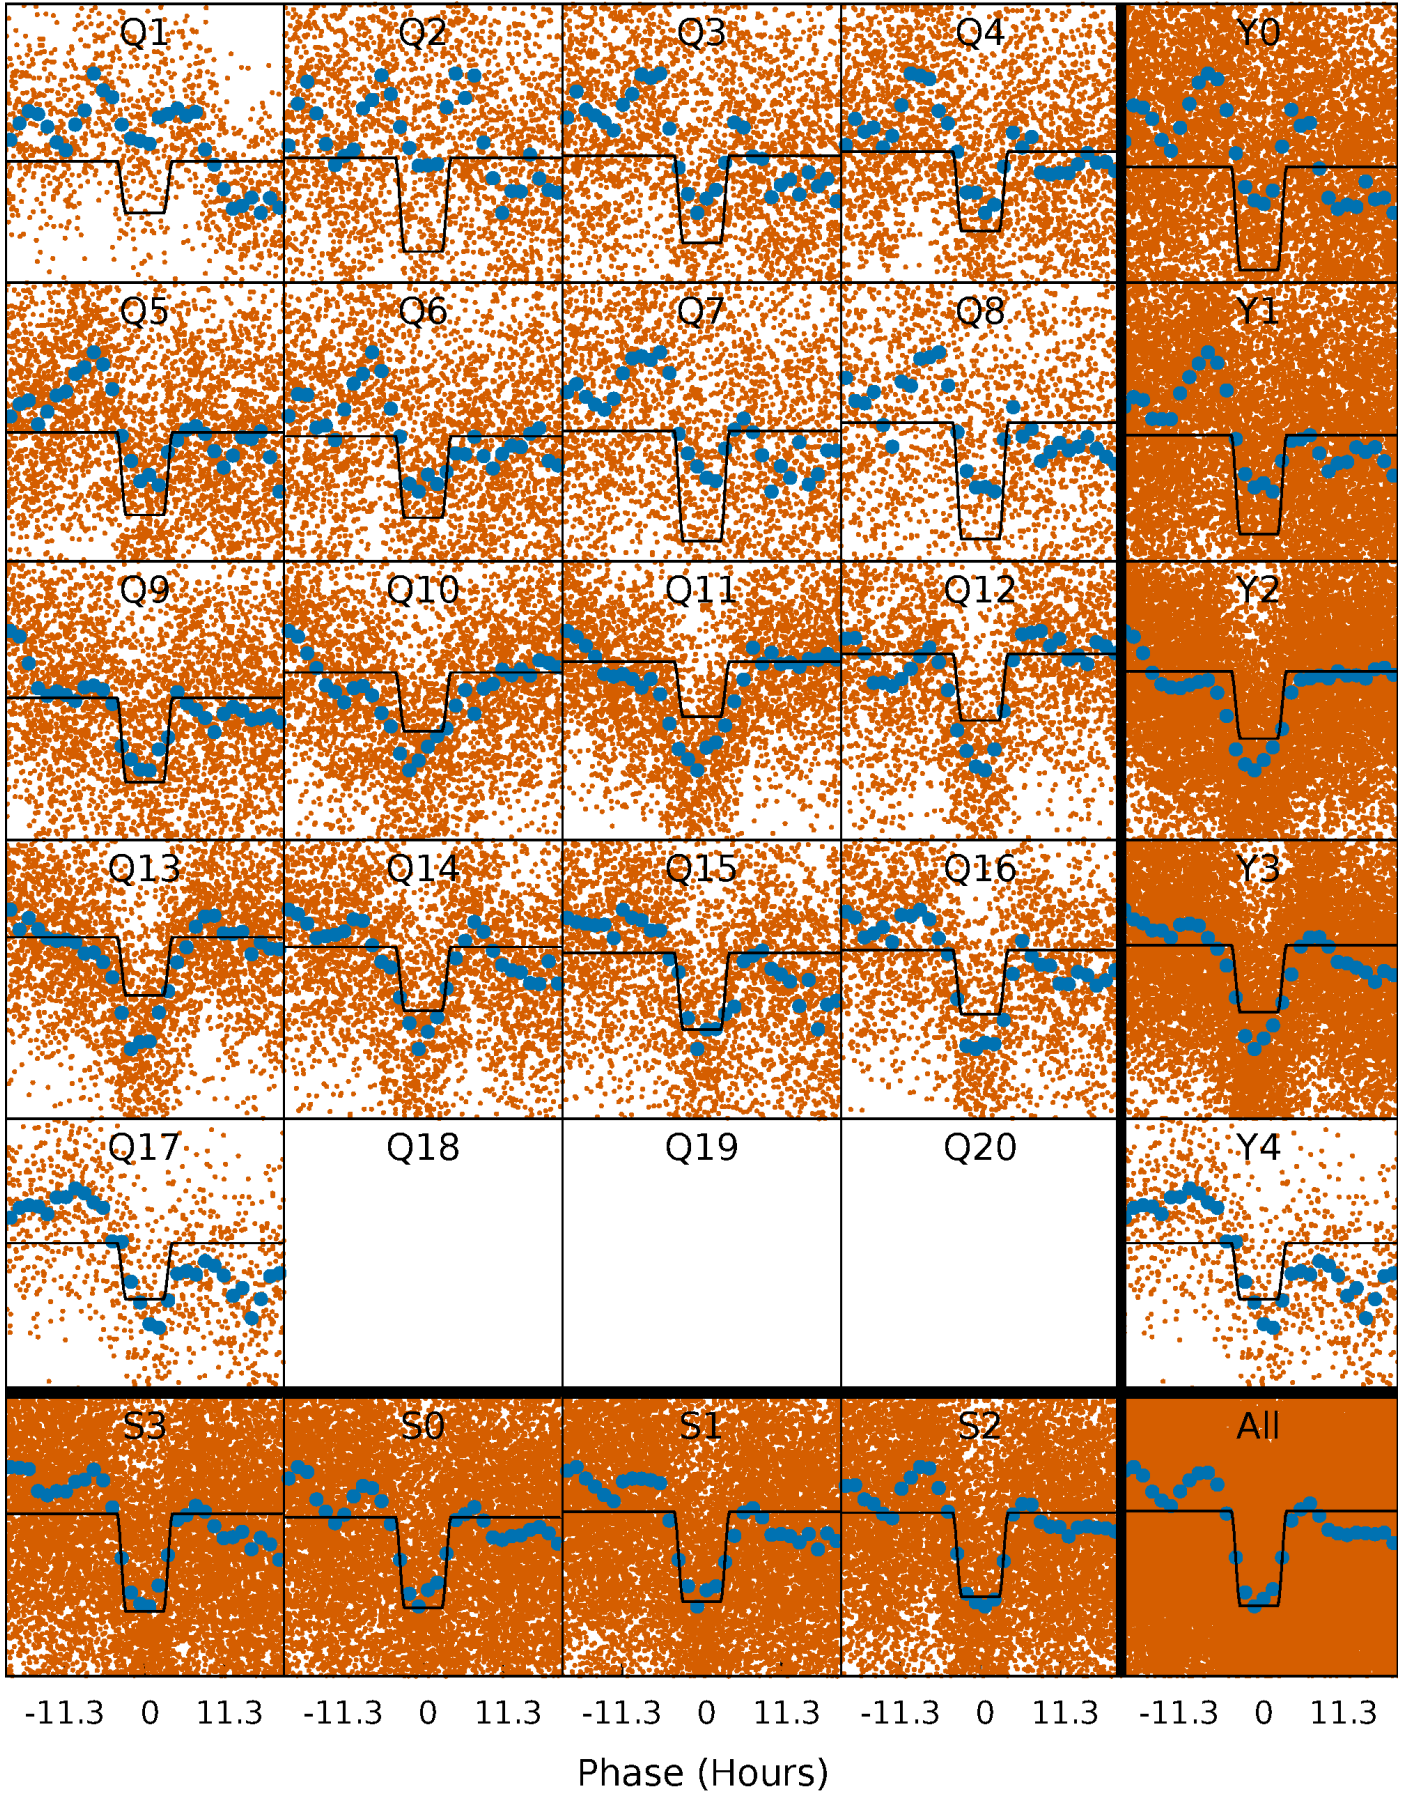 Q1 Q2 Q3 Q4 Y0
Q5 Q6 Q7 Q8 Y1
Q9 Q10 Q11 Q12 Y2
Q13 Q14 Q15 Q16 Y3
Q17 Q18 Q19 Q20 Y4
S3 S0 S1 S2 All
-11.3 0 11.3 -11.3 0 11.3 -11.3 0 11.3 -11.3 0 11.3 -11.3 0 11.3
Phase (Hours)